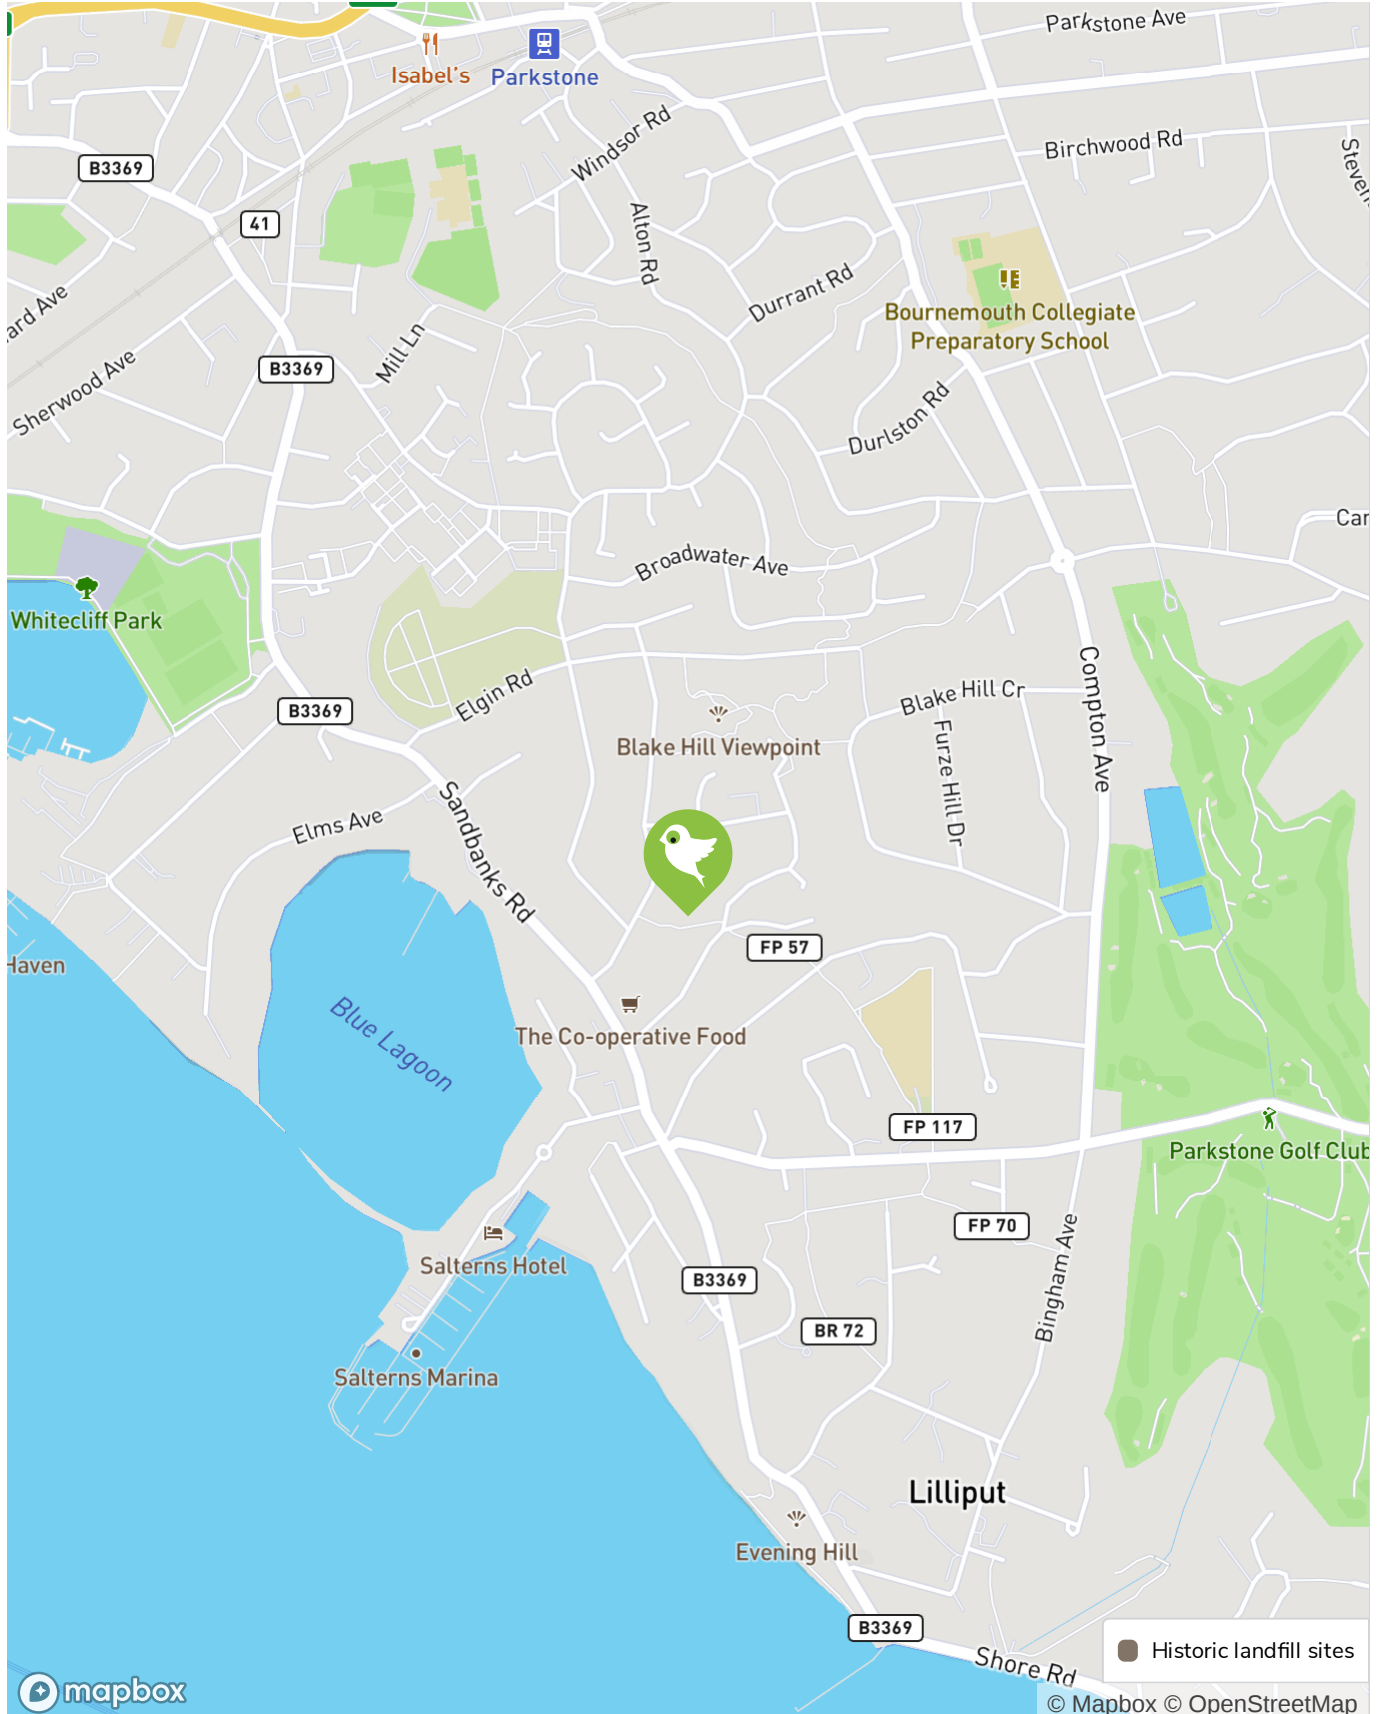 Parkstone Ave
Isabel's
Parkstone
Windsor Rd
Birchwood Rd
B3369
41
Alton Rd
Durrant Rd
Bournemouth Collegiate
Preparatory School
ard Ave
Mill Ln
B3369
Sherwood Ave
Durlston Rd
Car
Broadwater Ave
Whitecliff Park
Elgin Rd
Compton Ave
Blake Hill Cr
B3369
Blake Hill Viewpoint
Furze Hill Dr
Elms Ave
Sandbanks Rd
FP 57
Haven
Blue Lagoon
The Co-operative Food
FP 117
Parkstone Golf Club
FP 70
Salterns Hotel
B3369
Bingham Ave
BR 72
Salterns Marina
Lilliput
Evening Hill
B3369
Historic landfill sites
Shore Rd
mapbox
© Mapbox © OpenStreetMap